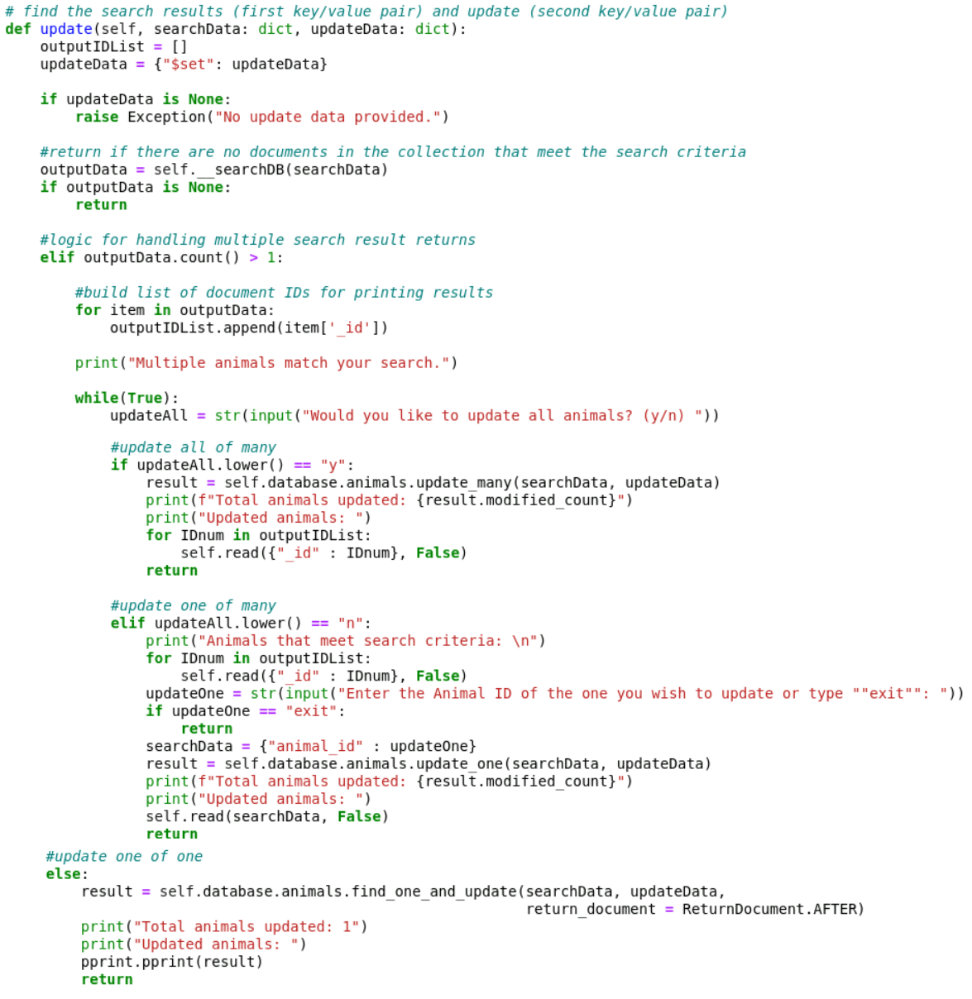 # find the search results (first key/value pair) and update (second key/value pair)
def update(self, searchData: dict, updateData: dict):
    outputIDList = []
    updateData = {"$set": updateData}

    if updateData is None:
        raise Exception("No update data provided.")

    #return if there are no documents in the collection that meet the search criteria
    outputData = self.__searchDB(searchData)
    if outputData is None:
        return

    #logic for handling multiple search result returns
    elif outputData.count() > 1:

        #build list of document IDs for printing results
        for item in outputData:
            outputIDList.append(item['_id'])

        print("Multiple animals match your search.")

        while(True):
            updateAll = str(input("Would you like to update all animals? (y/n) "))

            #update all of many
            if updateAll.lower() == "y":
                result = self.database.animals.update_many(searchData, updateData)
                print(f"Total animals updated: {result.modified_count}")
                print("Updated animals: ")
                for IDnum in outputIDList:
                    self.read({"_id" : IDnum}, False)
                return

            #update one of many
            elif updateAll.lower() == "n":
                print("Animals that meet search criteria: \n")
                for IDnum in outputIDList:
                    self.read({"_id" : IDnum}, False)
                updateOne = str(input("Enter the Animal ID of the one you wish to update or type ""exit"": "))
                if updateOne == "exit":
                    return
                searchData = {"animal_id" : updateOne}
                result = self.database.animals.update_one(searchData, updateData)
                print(f"Total animals updated: {result.modified_count}")
                print("Updated animals: ")
                self.read(searchData, False)
                return
    #update one of one
    else:
        result = self.database.animals.find_one_and_update(searchData, updateData,
                                                           return_document = ReturnDocument.AFTER)
        print("Total animals updated: 1")
        print("Updated animals: ")
        pprint.pprint(result)
        return